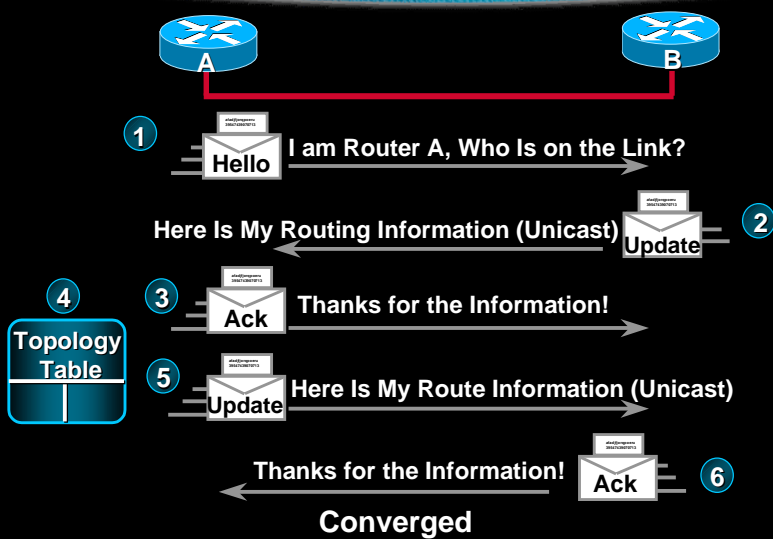 A
B
1
Hello
I am Router A, Who Is on the Link?
Here Is My Routing Information (Unicast)
Update
2
3
Ack
Thanks for the Information!
4
Topology
Table
5
Update
Here Is My Route Information (Unicast)
Thanks for the Information!
Ack
6
Converged